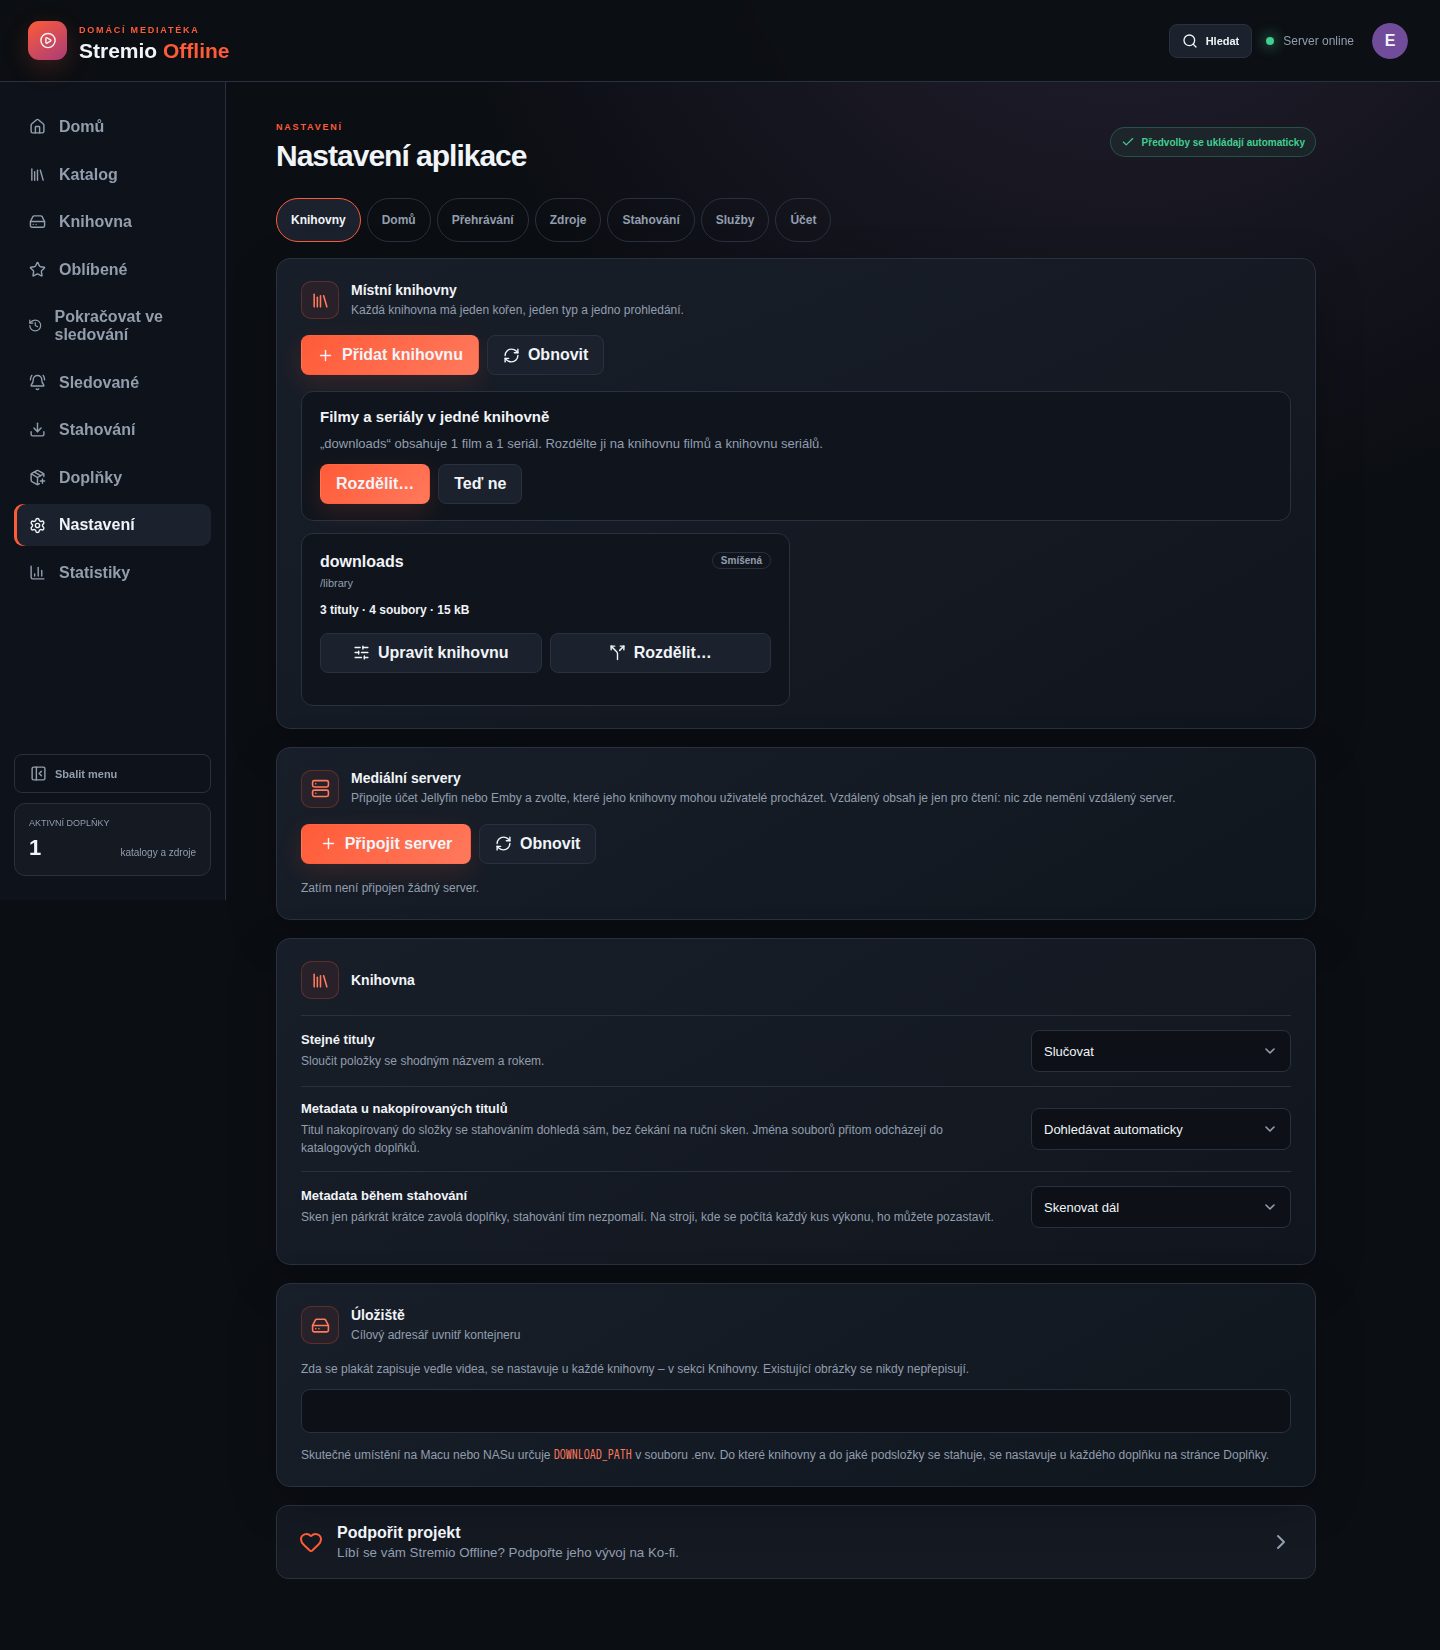 DOMÁCÍ MEDIATÉKA
Stremio Offline
Hledat
Server online
E
Domů
Katalog
Knihovna
Oblíbené
Pokračovat ve
sledování
Sledované
Stahování
Doplňky
Nastavení
Statistiky
Sbalit menu
AKTIVNÍ DOPLŇKY
1
katalogy a zdroje
NASTAVENÍ
Nastavení aplikace
Předvolby se ukládají automaticky
Knihovny
Domů
Přehrávání
Zdroje
Stahování
Služby
Účet
Místní knihovny
Každá knihovna má jeden kořen, jeden typ a jedno prohledání.
Přidat knihovnu
Obnovit
Filmy a seriály v jedné knihovně
„downloads“ obsahuje 1 film a 1 seriál. Rozdělte ji na knihovnu filmů a knihovnu seriálů.
Rozdělit…
Teď ne
downloads
Smíšená
/library
3 tituly · 4 soubory · 15 kB
Upravit knihovnu
Rozdělit…
Mediální servery
Připojte účet Jellyfin nebo Emby a zvolte, které jeho knihovny mohou uživatelé procházet. Vzdálený obsah je jen pro čtení: nic zde nemění vzdálený server.
Připojit server
Obnovit
Zatím není připojen žádný server.
Knihovna
Stejné tituly
Sloučit položky se shodným názvem a rokem.
Slučovat
Metadata u nakopírovaných titulů
Titul nakopírovaný do složky se stahováním dohledá sám, bez čekání na ruční sken. Jména souborů přitom odcházejí do
katalogových doplňků.
Dohledávat automaticky
Metadata během stahování
Sken jen párkrát krátce zavolá doplňky, stahování tím nezpomalí. Na stroji, kde se počítá každý kus výkonu, ho můžete pozastavit.
Skenovat dál
Úložiště
Cílový adresář uvnitř kontejneru
Zda se plakát zapisuje vedle videa, se nastavuje u každé knihovny – v sekci Knihovny. Existující obrázky se nikdy nepřepisují.
Skutečné umístění na Macu nebo NASu určuje DOWNLOAD_PATH v souboru .env. Do které knihovny a do jaké podsložky se stahuje, se nastavuje u každého doplňku na stránce Doplňky.
Podpořit projekt
Líbí se vám Stremio Offline? Podpořte jeho vývoj na Ko-fi.